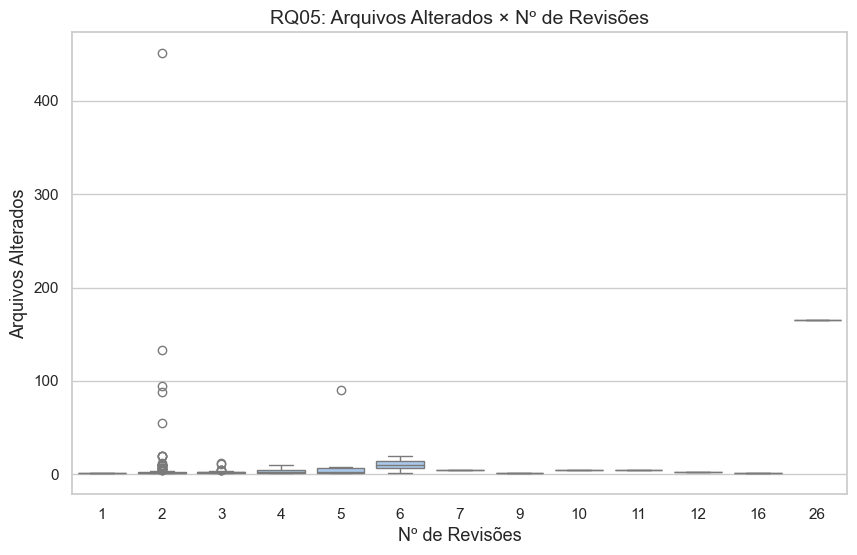 RQ05: Arquivos Alterados × Nº de Revisões
Arquivos Alterados
400
300
200
100
0
1 2 3 4 5 6 7 9 10 11 12 16 26
Nº de Revisões